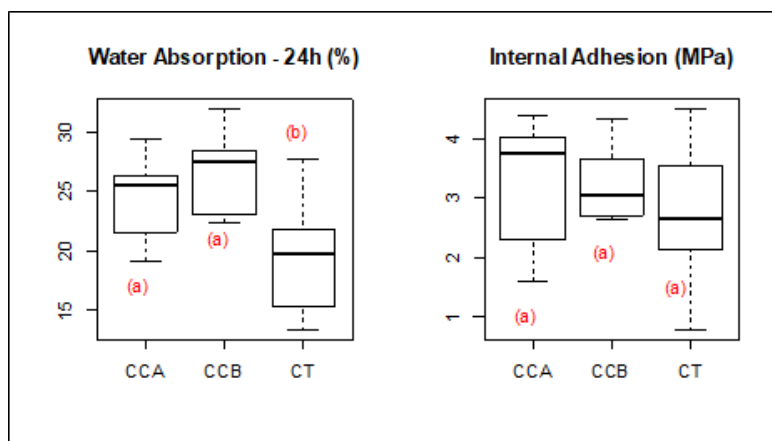 Water Absorption - 24h (%)
30
25
20
15
(a)
(a)
(b)
CCA CCB CT
Internal Adhesion (MPa)
4
3
2
1
(a)
(a)
(a)
CCA CCB CT